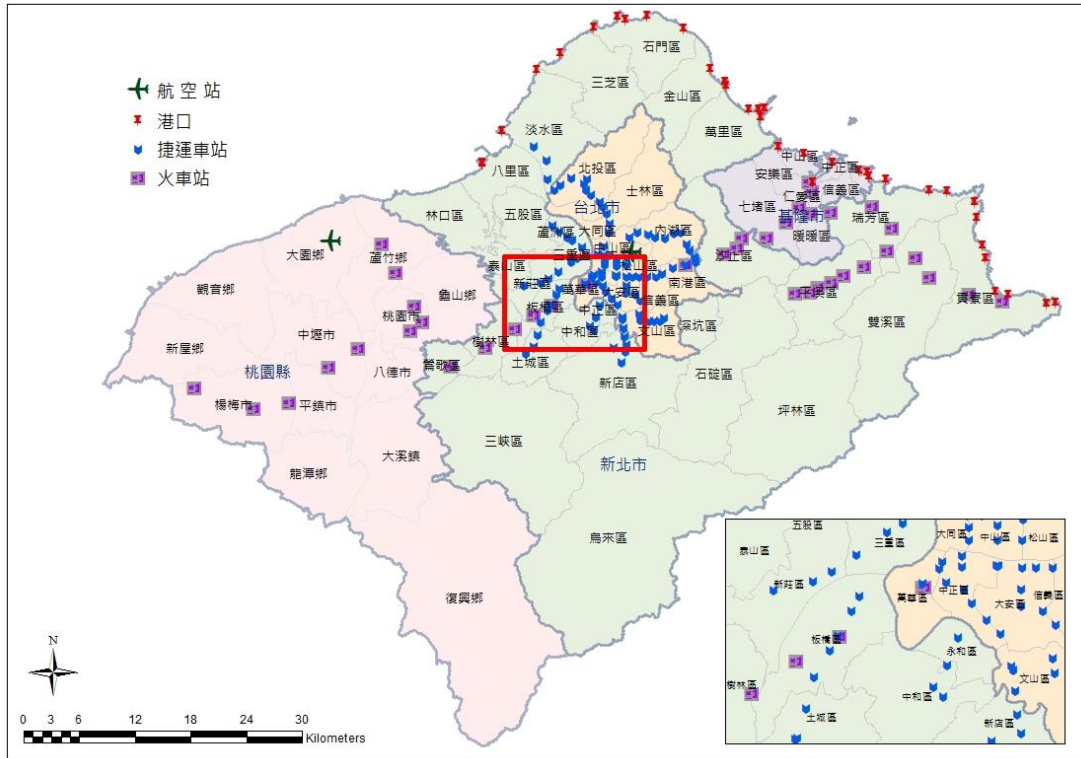 航空站
港口
捷運車站
火車站
石門區
三芝區
金山區
淡水區
萬里區
八里區
北投區
士林區
中山區
中正區
安樂區
信義區
仁愛區
七堵區
基隆市
暖暖區
瑞芳區
林口區
五股區
台北市
蘆洲區
大同區
內湖區
中山區
三重區
松山區
汐止區
大園鄉
蘆竹鄉
泰山區
新莊區
萬華區
大安區
信義區
南港區
平溪區
貢寮區
觀音鄉
龜山鄉
板橋區
中正區
桃園市
中和區
文山區
深坑區
雙溪區
中壢市
樹林區
新屋鄉
桃園縣
八德市
鶯歌區
土城區
新店區
石碇區
楊梅市
平鎮市
坪林區
大溪鎮
三峽區
新北市
龍潭鄉
烏來區
復興鄉
N
0 3 6 12 18 24 30
Kilometers
五股區
大同區
中山區
松山區
三重區
泰山區
新莊區
萬華區
中正區
大安區
信義區
板橋區
永和區
文山區
樹林區
中和區
土城區
新店區